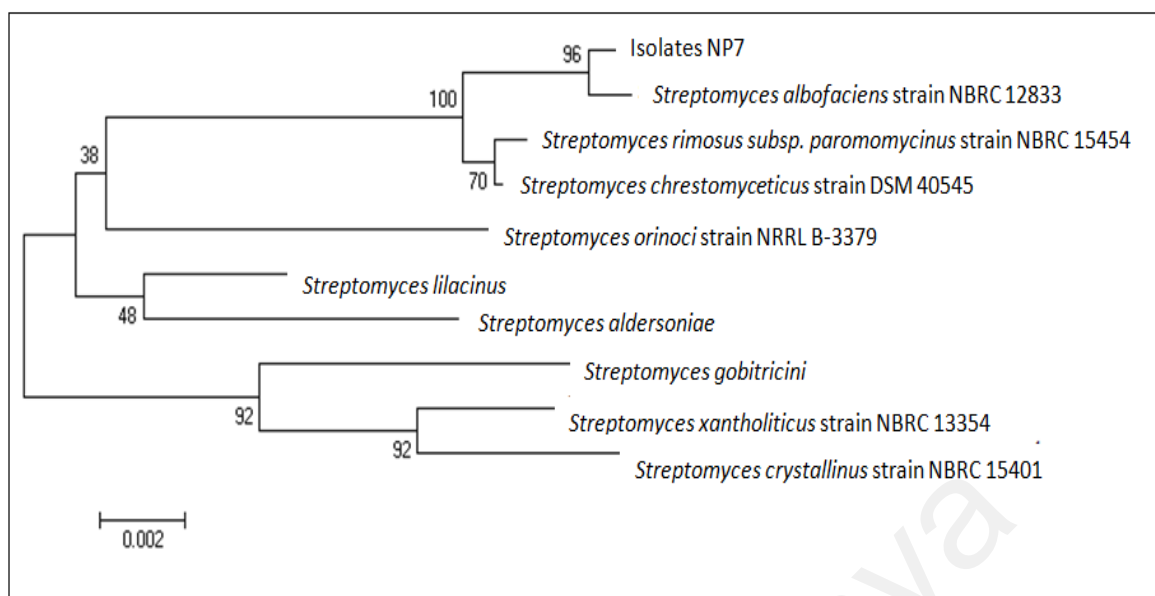 Isolates NP7
96
Streptomyces albofaciens strain NBRC 12833
100
Streptomyces rimosus subsp. paromomycinus strain NBRC 15454
38
70
Streptomyces chrestomyceticus strain DSM 40545
Streptomyces orinoci strain NRRL B-3379
Streptomyces lilacinus
48
Streptomyces aldersoniae
Streptomyces gobitricini
92
Streptomyces xantholiticus strain NBRC 13354
92
Streptomyces crystallinus strain NBRC 15401
0.002
ya